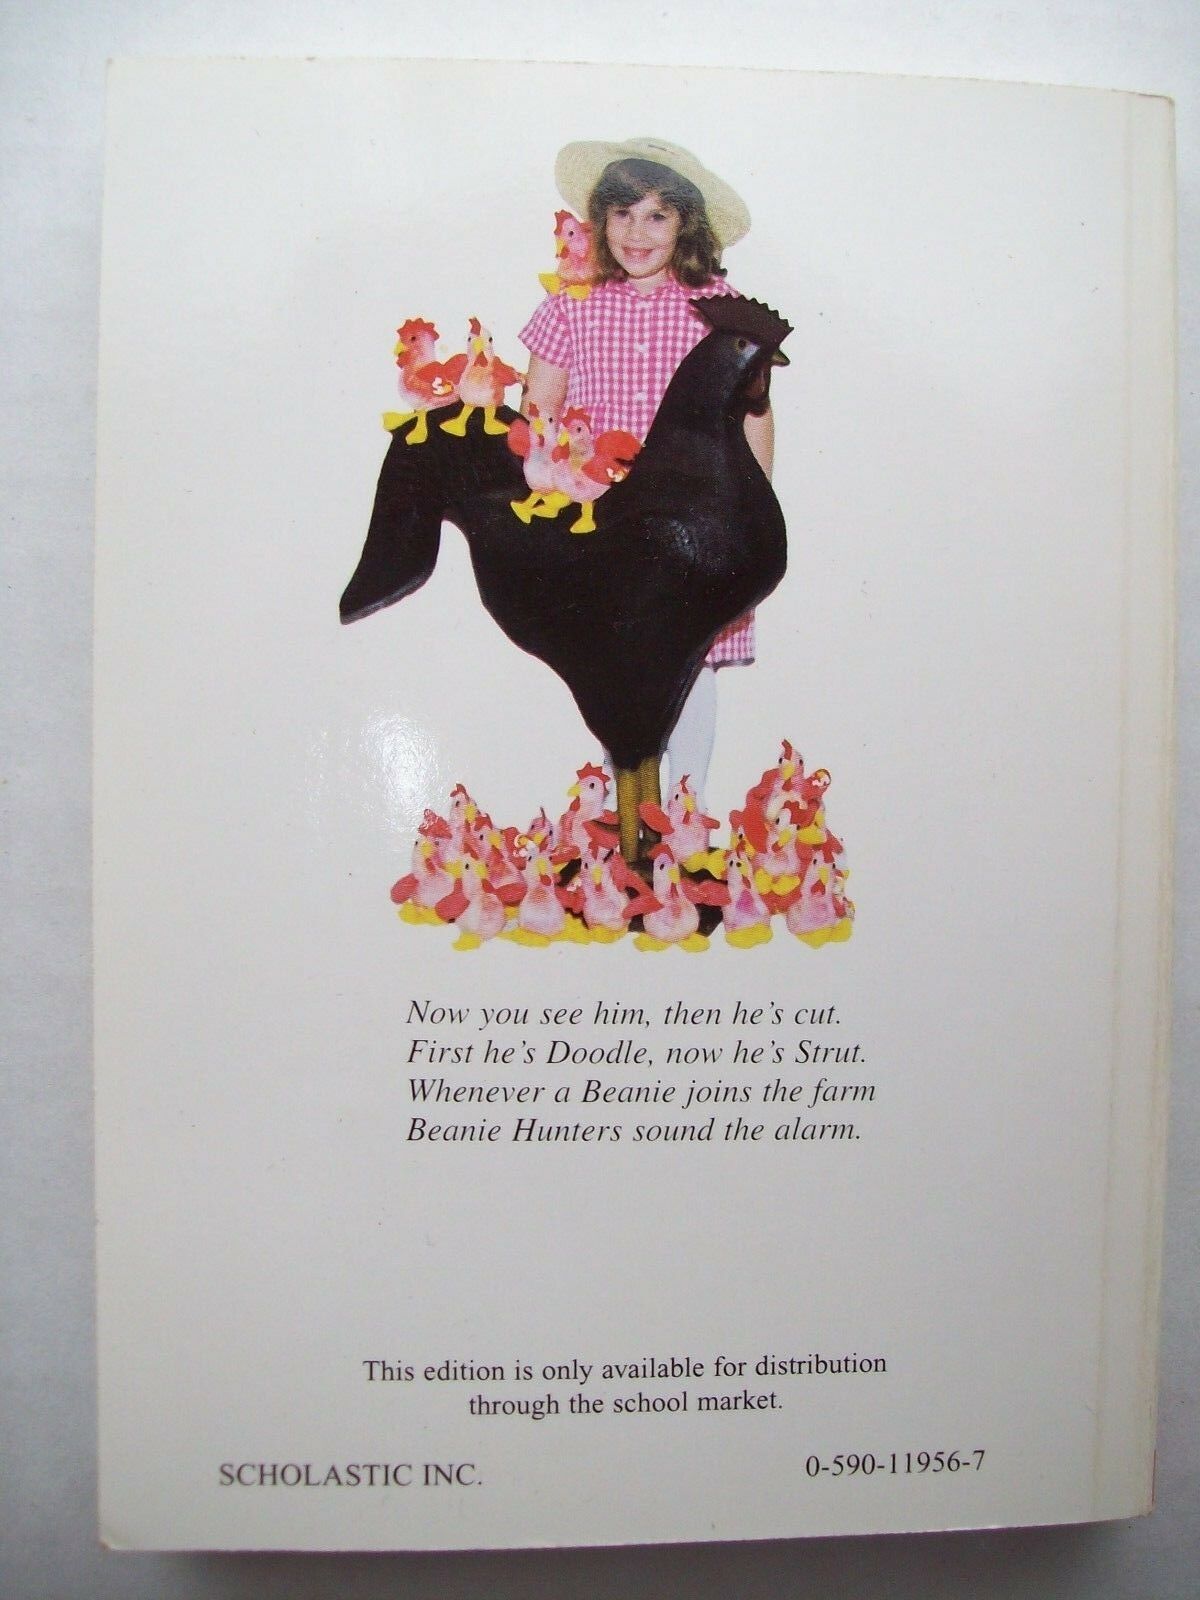 Now you see him, then he's cut.
First he's Doodle, now he's Strut.
Whenever a Beanie joins the farm
Beanie Hunters sound the alarm.
This edition is only available for distribution
through the school market.
SCHOLASTIC INC.
0-590-11956-7